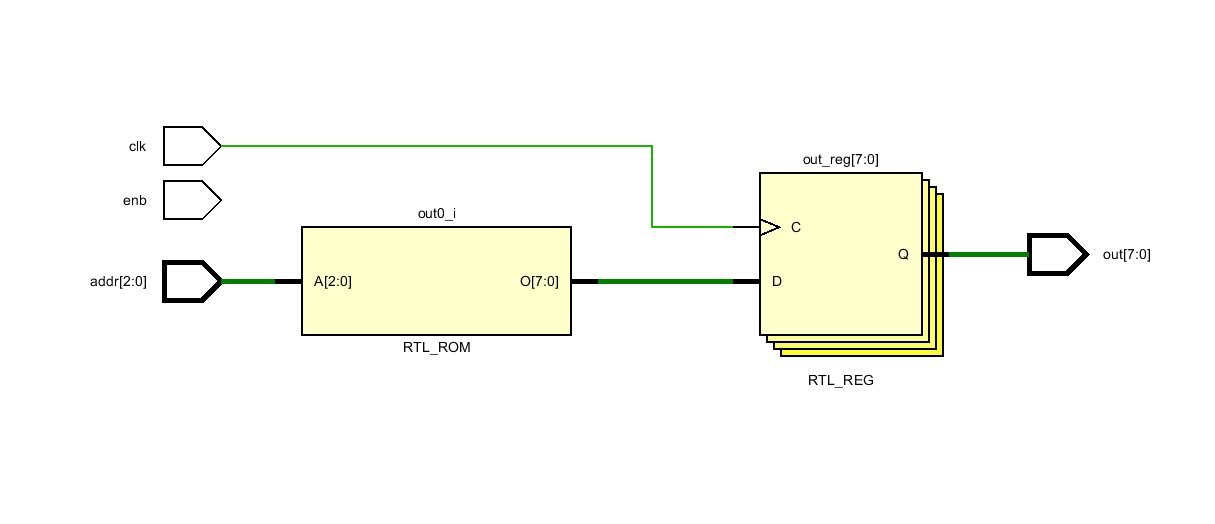 clk
enb
addr[2:0]
out0_i
A[2:0]
O[7:0]
RTL_ROM
out_reg[7:0]
C
D
Q
RTL_REG
out[7:0]